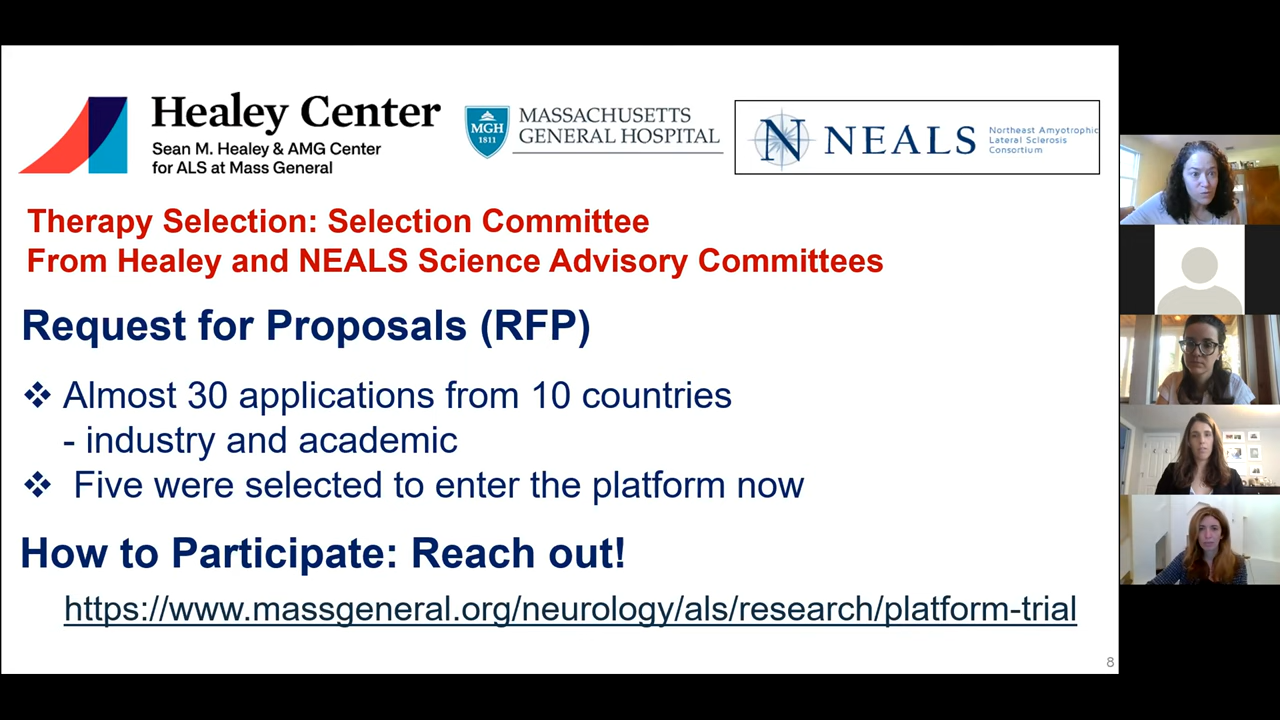 Healey Center
Sean M. Healey & AMG Center
for ALS at Mass General
MGH
1811
MASSACHUSETTS
GENERAL HOSPITAL
N NEALS
Northeast Amyotrophic
Lateral Sclerosis
Consortium
Therapy Selection: Selection Committee
From Healey and NEALS Science Advisory Committees
Request for Proposals (RFP)
❖ Almost 30 applications from 10 countries
- industry and academic
❖ Five were selected to enter the platform now
How to Participate: Reach out!
https://www.massgeneral.org/neurology/als/research/platform-trial
8